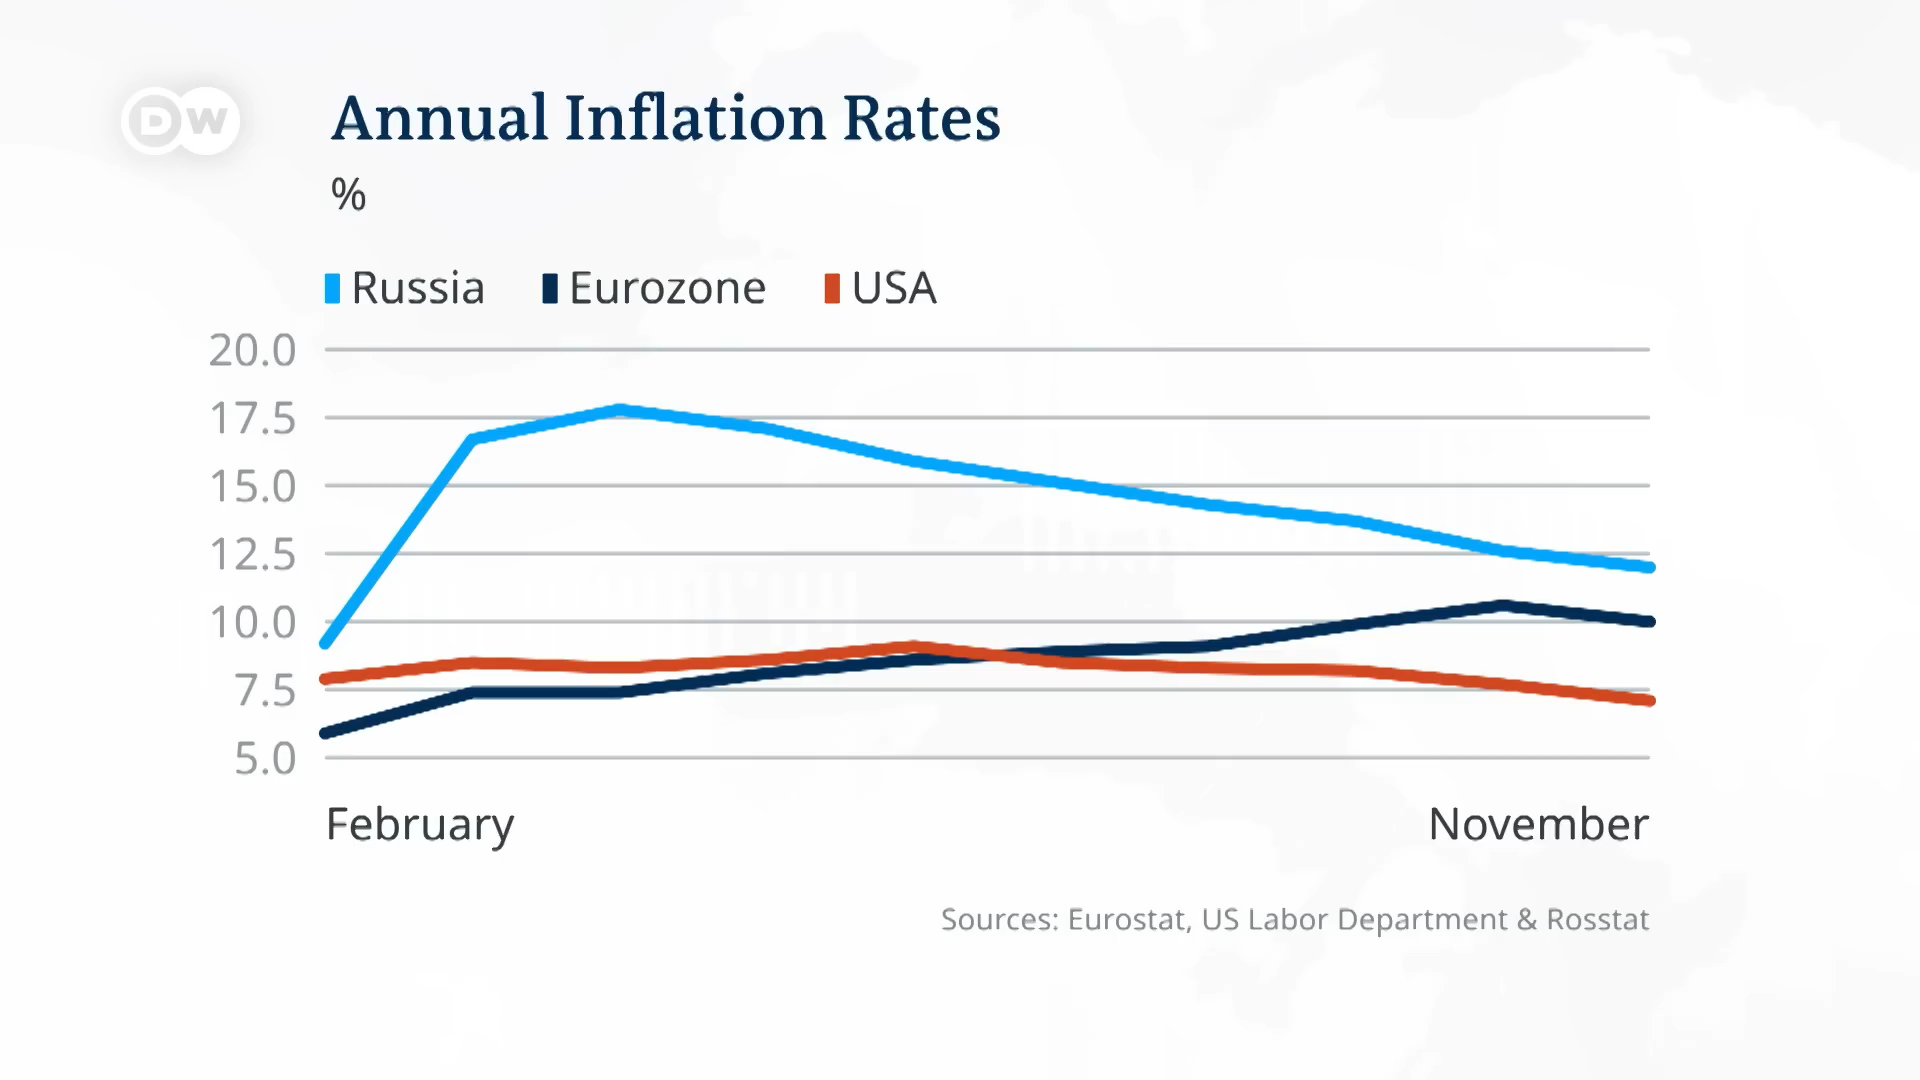 DW
Annual Inflation Rates
%
Russia Eurozone USA
20.0
17.5
15.0
12.5
10.0
7.5
5.0
February November
Sources: Eurostat, US Labor Department & Rosstat